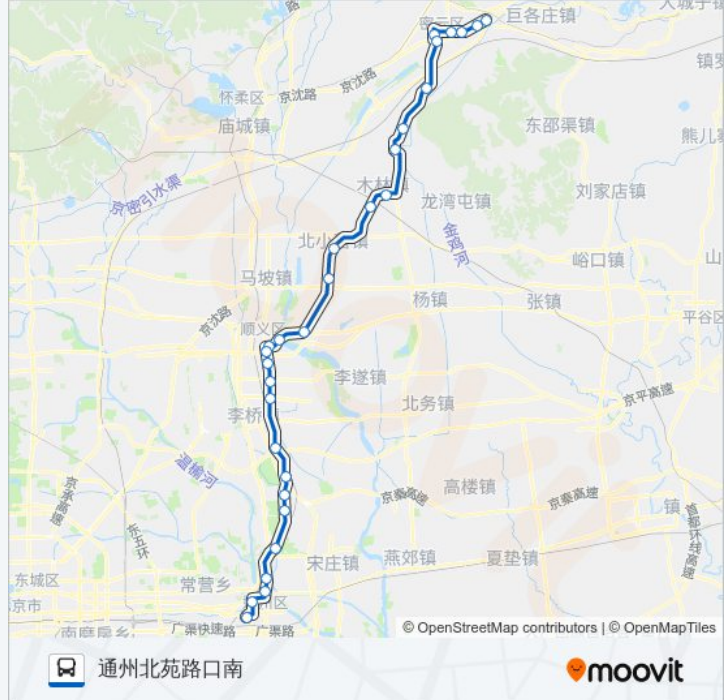 路
大城子镇
巨各庄镇
密云区
镇罗
京沈路
怀柔区
京沈路
庙城镇
东邵渠镇
熊儿寨
木林镇
京密引水渠
龙湾屯镇
刘家店镇
金鸡河
北小营镇
峪口镇
山
马坡镇
杨镇
张镇
京沈路
顺义区
平谷区
李遂镇
京平高速
北务镇
李桥
温榆河
高楼镇
京秦高速
京秦高速
京承高速
镇
首都环线高速
东五环
宋庄镇
燕郊镇
夏垫镇
东城区
常营乡
北京市
州区
南磨房乡
广渠快速路
广渠路
© OpenStreetMap contributors | © OpenMapTiles
通州北苑路口南
moovit